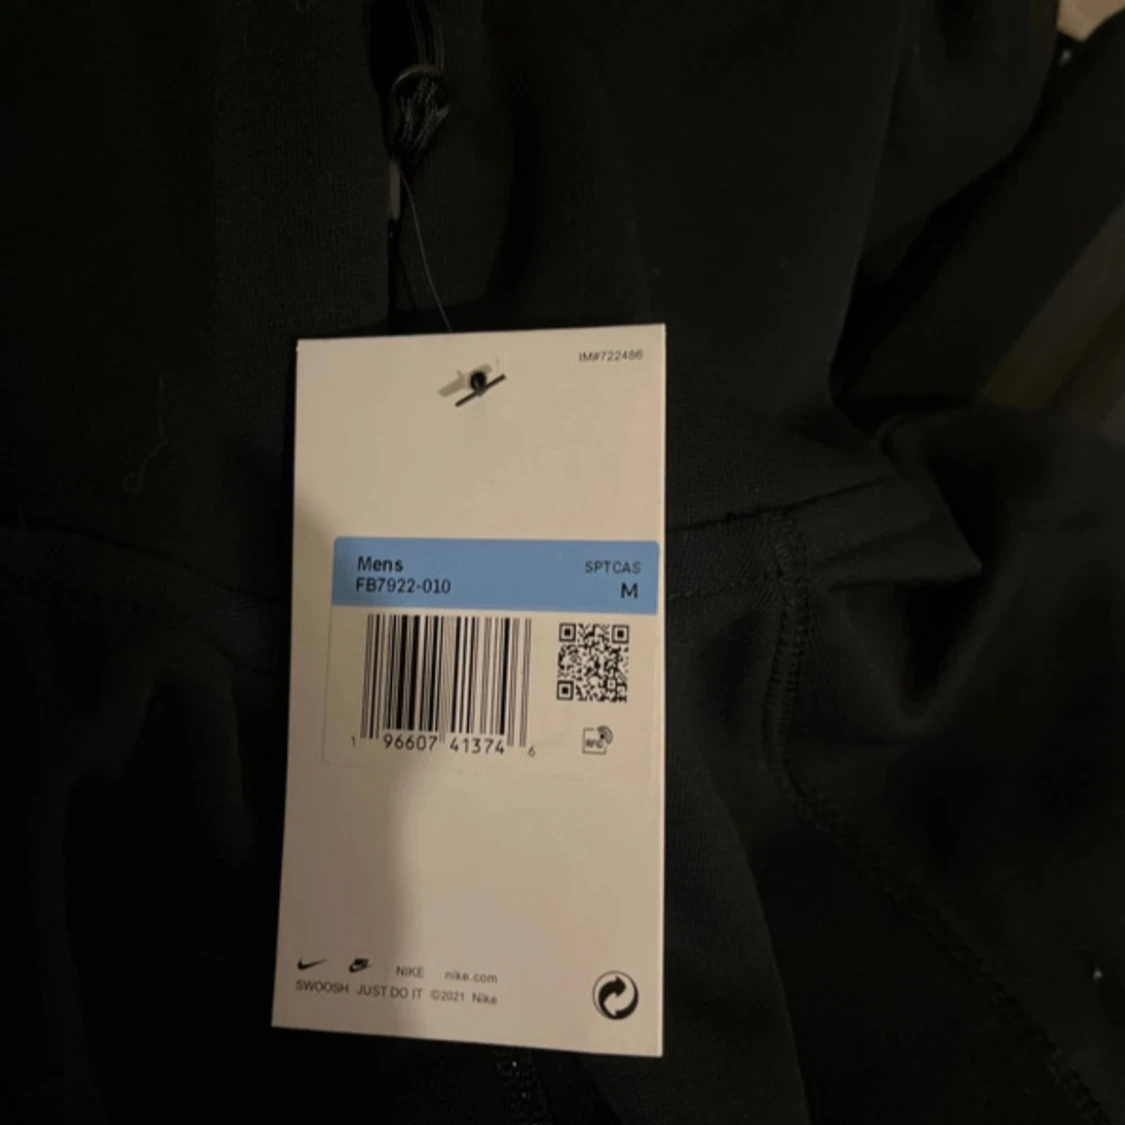 IM#722486
Mens
FB7922-010
SPTCAS
M
1 96607 41374 6
RFID
NIKE nike.com
SWOOSH JUST DO IT ©2021 Nike